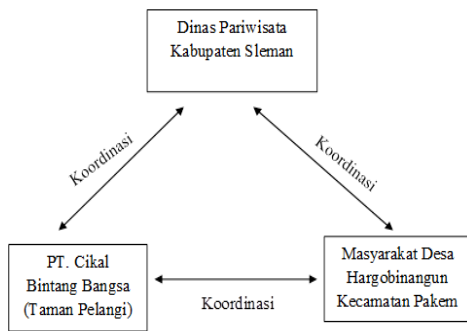 Dinas Pariwisata
Kabupaten Sleman
Koordinasi
Koordinasi
PT. Cikal
Bintang Bangsa
(Taman Pelangi)
Koordinasi
Masyarakat Desa
Hargobinangun
Kecamatan Pakem